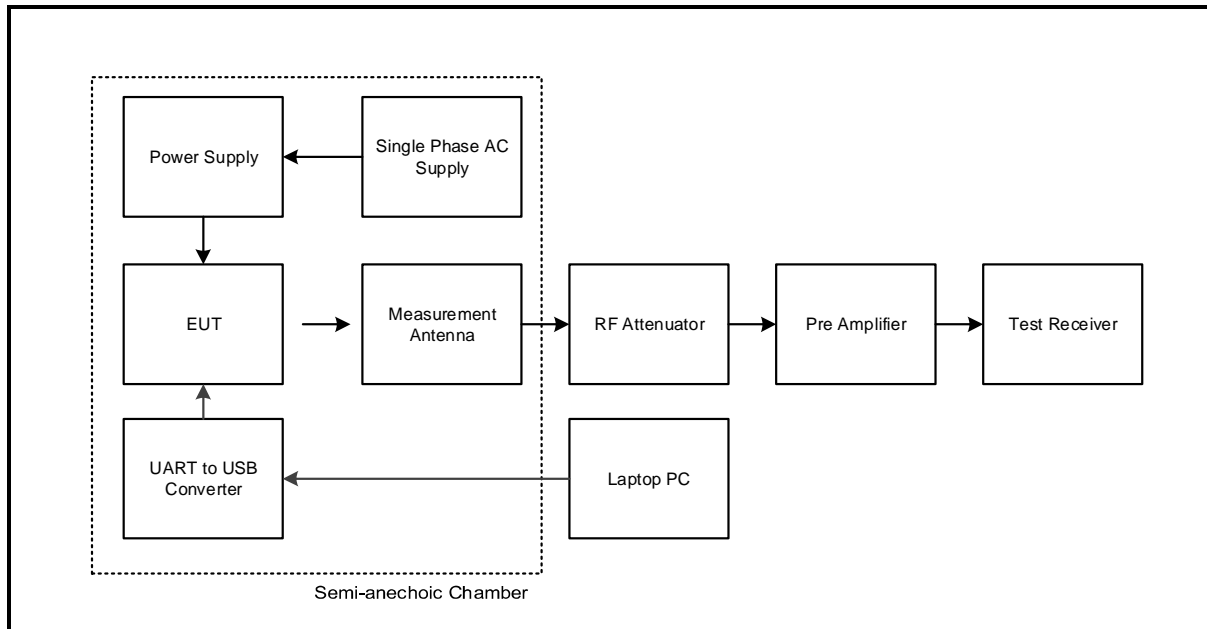 Power Supply
Single Phase AC
Supply
EUT
Measurement
Antenna
RF Attenuator
Pre Amplifier
Test Receiver
UART to USB
Converter
Laptop PC
Semi-anechoic Chamber